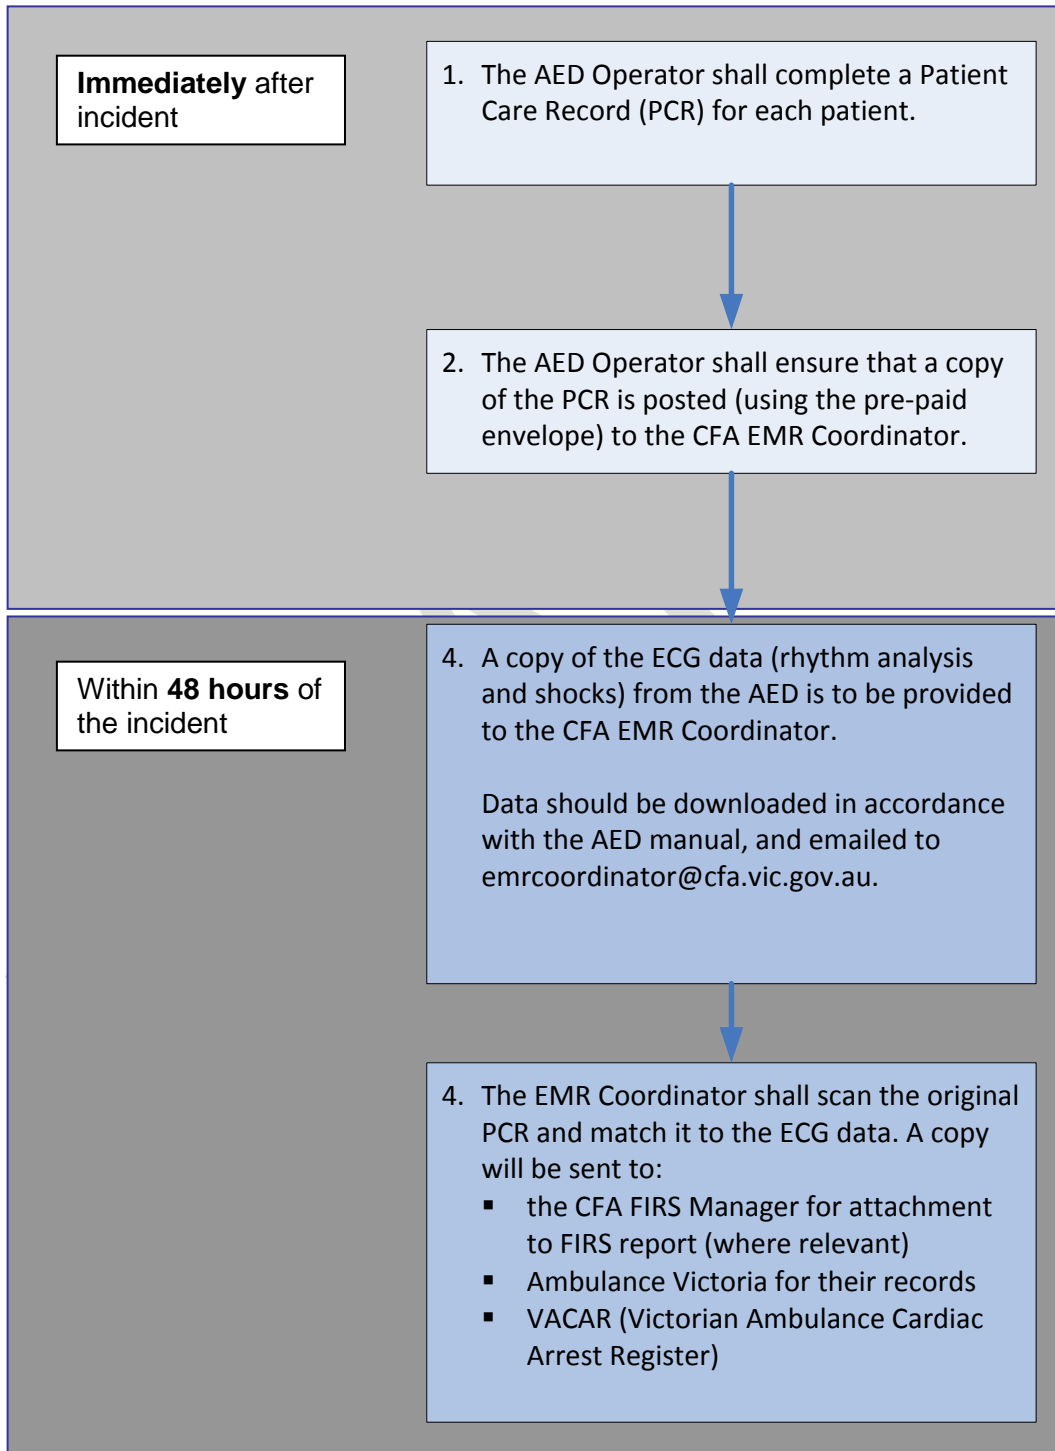 Immediately after
incident
1. The AED Operator shall complete a Patient
Care Record (PCR) for each patient.
2. The AED Operator shall ensure that a copy
of the PCR is posted (using the pre-paid
envelope) to the CFA EMR Coordinator.
Within 48 hours of
the incident
4. A copy of the ECG data (rhythm analysis
and shocks) from the AED is to be provided
to the CFA EMR Coordinator.
Data should be downloaded in accordance
with the AED manual, and emailed to
emrcoordinator@cfa.vic.gov.au.
4. The EMR Coordinator shall scan the original
PCR and match it to the ECG data. A copy
will be sent to:
▪ the CFA FIRS Manager for attachment
to FIRS report (where relevant)
▪ Ambulance Victoria for their records
▪ VACAR (Victorian Ambulance Cardiac
Arrest Register)